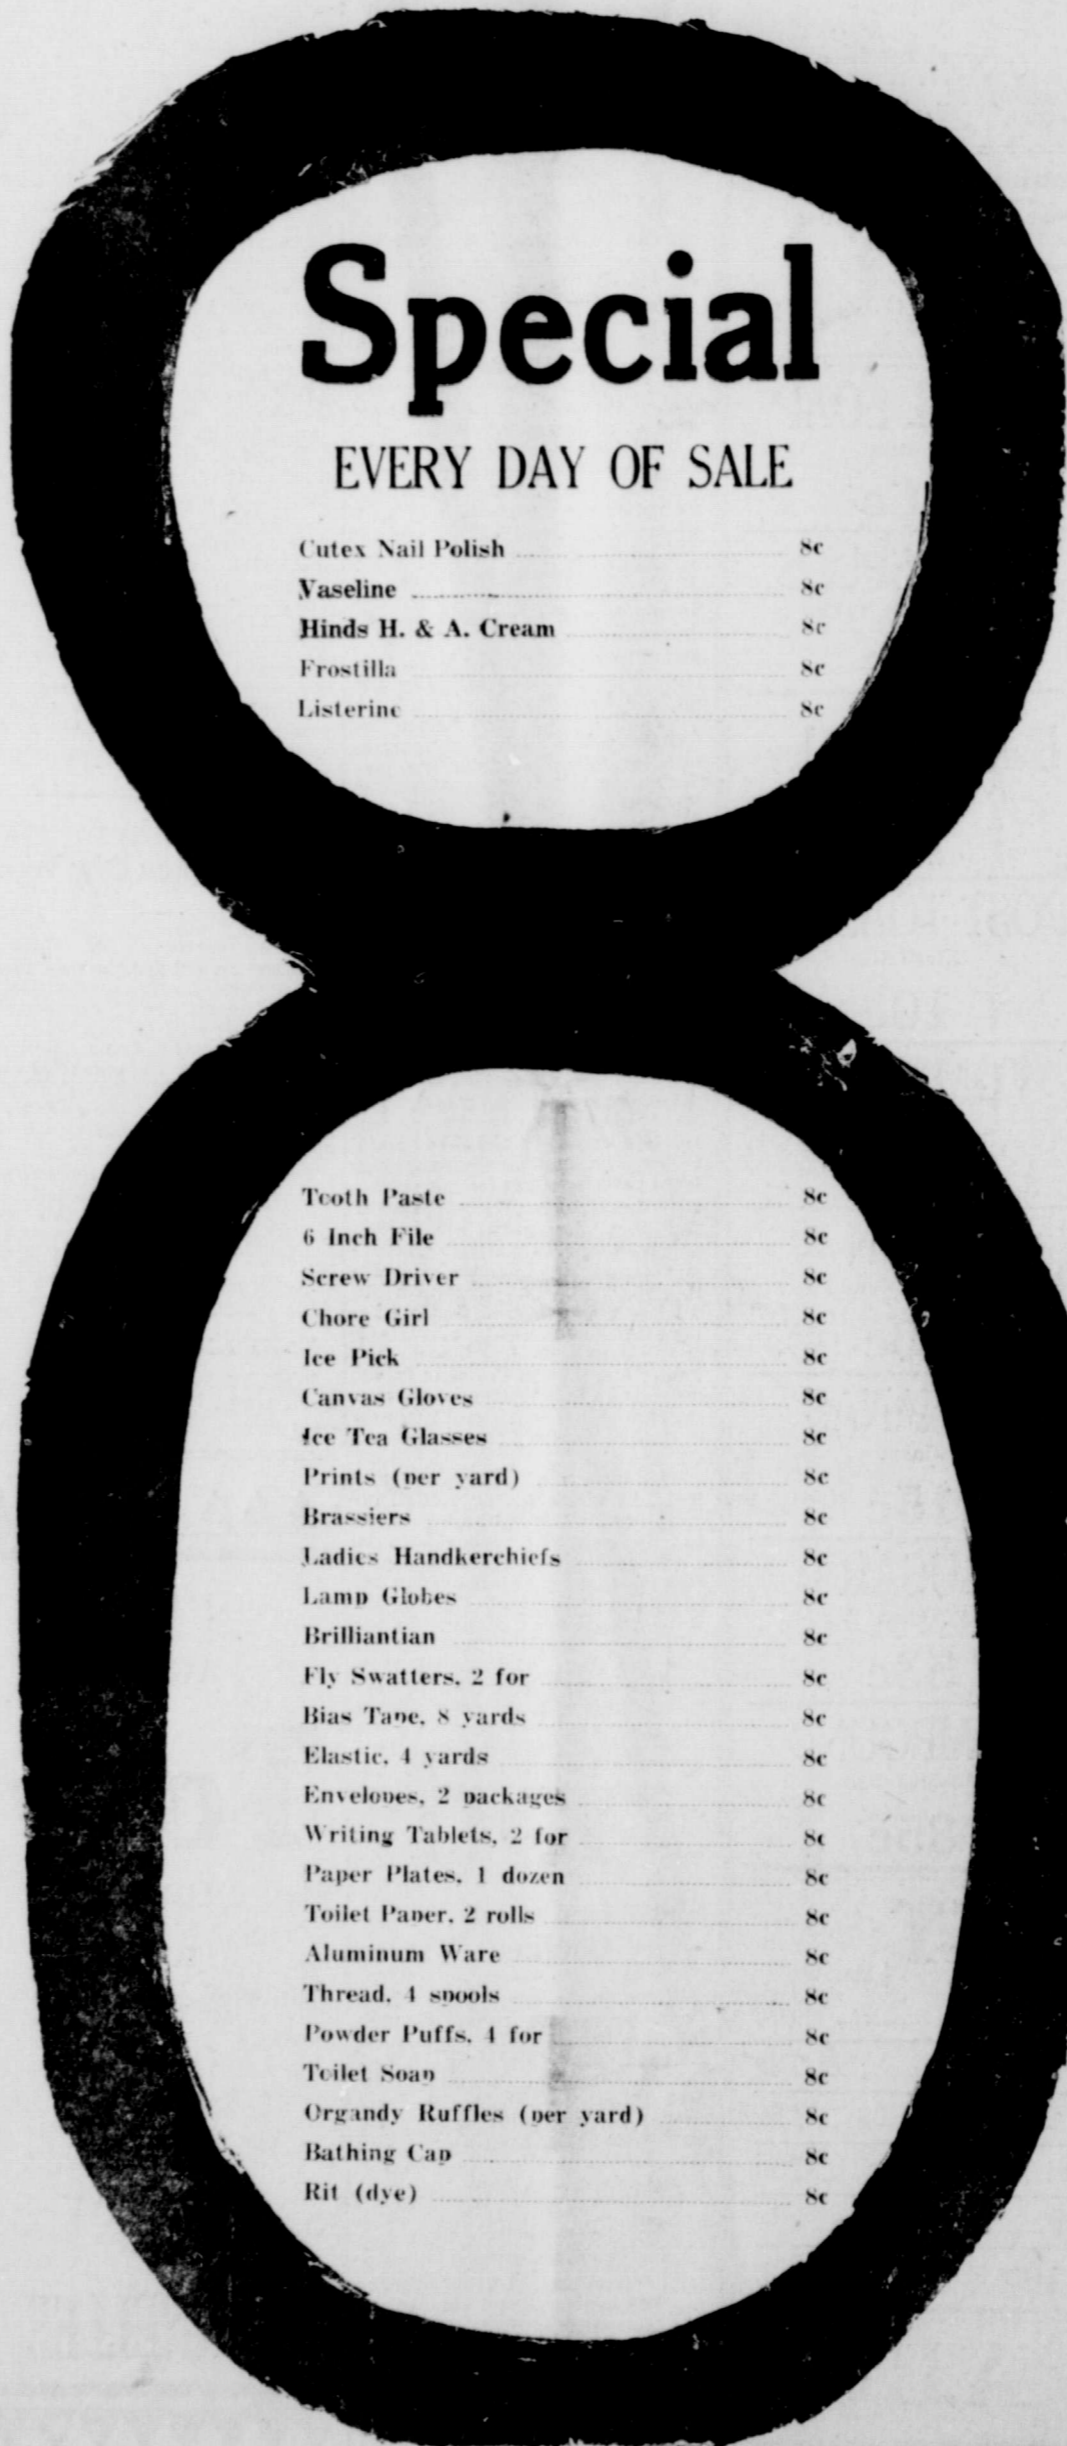 Special
EVERY DAY OF SALE
Cutex Nail Polish 8c
Vaseline 8c
Hinds H. & A. Cream 8c
Frostilla 8c
Listerine 8c
Tooth Paste 8c
6 Inch File 8c
Screw Driver 8c
Chore Girl 8c
Ice Pick 8c
Canvas Gloves 8c
Ice Tea Glasses 8c
Prints (per yard) 8c
Brassiers 8c
Ladies Handkerchiefs 8c
Lamp Globes 8c
Brilliantian 8c
Fly Swatters, 2 for 8c
Bias Tape, 8 yards 8c
Elastic, 4 yards 8c
Envelopes, 2 packages 8c
Writing Tablets, 2 for 8c
Paper Plates, 1 dozen 8c
Toilet Paper, 2 rolls 8c
Aluminum Ware 8c
Thread, 4 spools 8c
Powder Puffs, 4 for 8c
Toilet Soap 8c
Organdy Ruffles (per yard) 8c
Bathing Cap 8c
Rit (dye) 8c